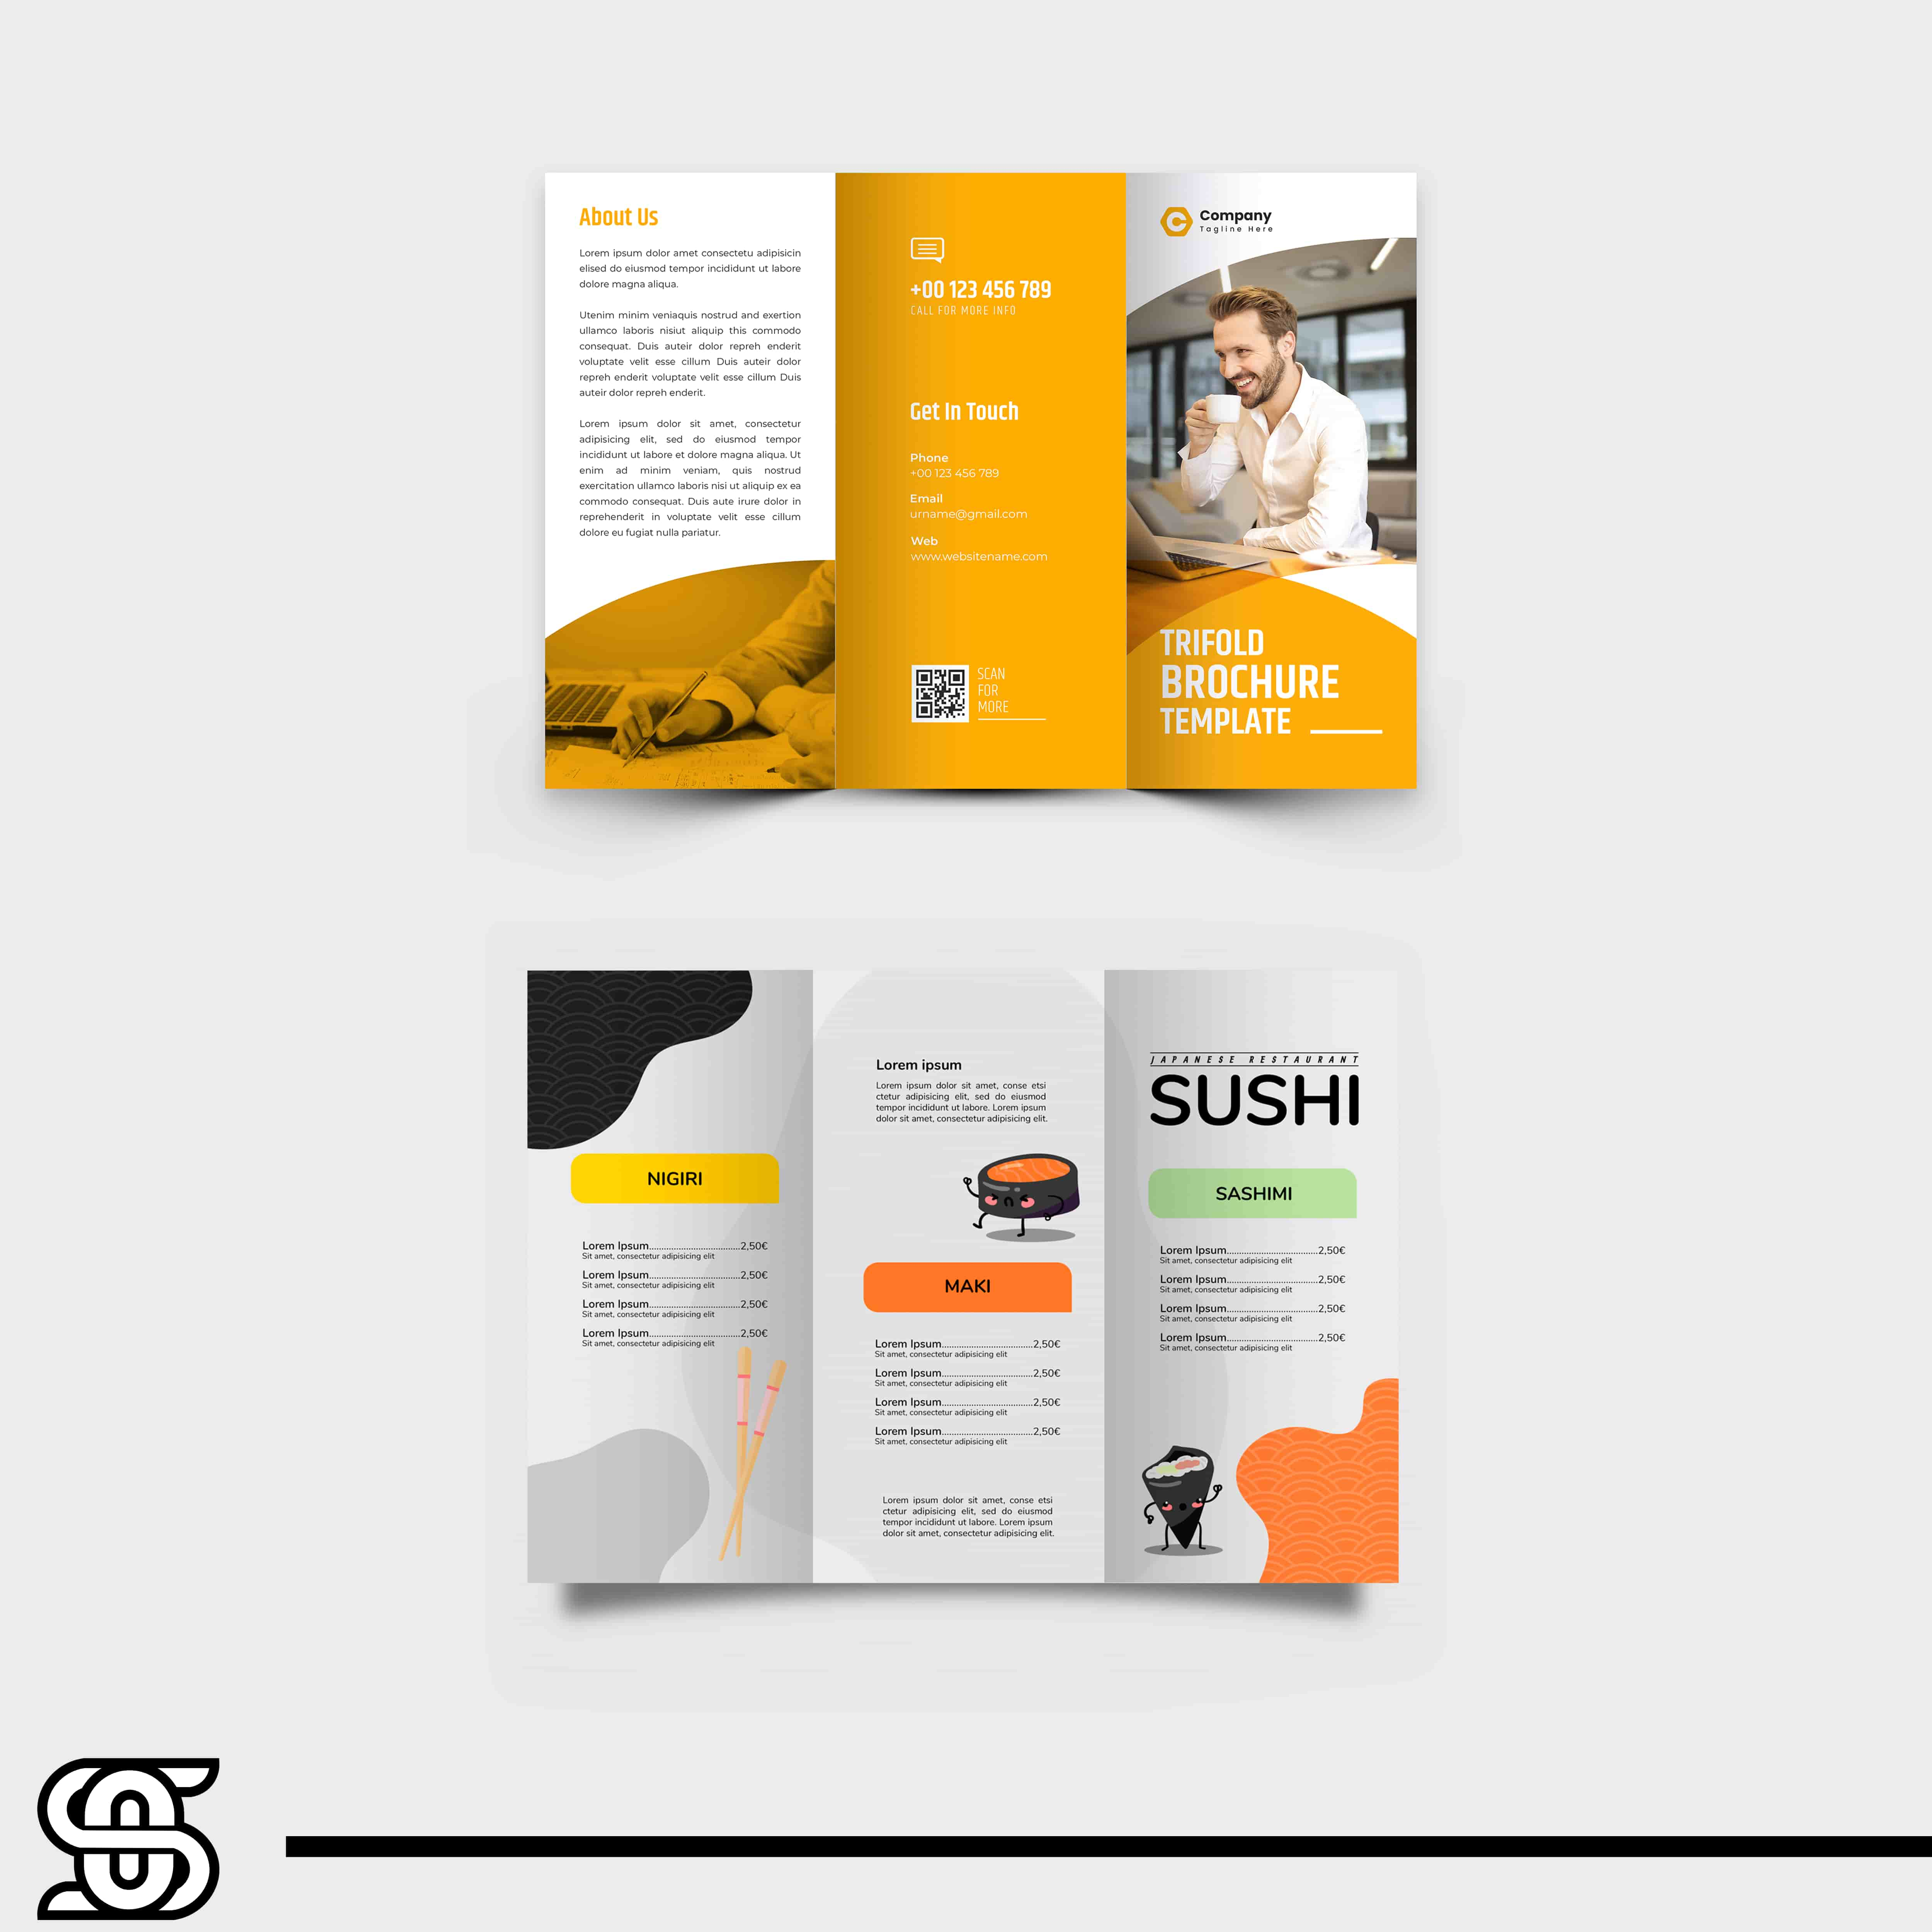 About Us
Lorem ipsum dolor amet consectetu adipisicin
elised do eiusmod tempor incididunt ut labore
dolore magna aliqua.
Utenim minim veniaquis nostrud and exertion
ullamco laboris nisiut aliquip this commodo
consequat. Duis auteir dolor repreh enderit
voluptate velit esse cillum Duis auteir dolor
repreh enderit voluptate velit esse cillum Duis
auteir dolor repreh enderit.
Lorem ipsum dolor sit amet, consectetur
adipisicing elit, sed do eiusmod tempor
incididunt ut labore et dolore magna aliqua. Ut
enim ad minim veniam, quis nostrud
exercitation ullamco laboris nisi ut aliquip ex ea
commodo consequat. Duis aute irure dolor in
reprehenderit in voluptate velit esse cillum
dolore eu fugiat nulla pariatur.
+00 123 456 789
CALL FOR MORE INFO
Get In Touch
Phone
+00 123 456 789
Email
urname@gmail.com
Web
www.websitename.com
SCAN
FOR
MORE
Company
Tagline Here
TRIFOLD
BROCHURE
TEMPLATE
NIGIRI
Lorem Ipsum.....................................2,50€
Sit amet, consectetur adipisicing elit
Lorem Ipsum.....................................2,50€
Sit amet, consectetur adipisicing elit
Lorem Ipsum.....................................2,50€
Sit amet, consectetur adipisicing elit
Lorem Ipsum.....................................2,50€
Sit amet, consectetur adipisicing elit
Lorem ipsum
Lorem ipsum dolor sit amet, conse etsi
ctetur adipisicing elit, sed do eiusmod
tempor incididunt ut labore. Lorem ipsum
dolor sit amet, consectetur adipisicing elit.
MAKI
Lorem Ipsum.....................................2,50€
Sit amet, consectetur adipisicing elit
Lorem Ipsum.....................................2,50€
Sit amet, consectetur adipisicing elit
Lorem Ipsum.....................................2,50€
Sit amet, consectetur adipisicing elit
Lorem Ipsum.....................................2,50€
Sit amet, consectetur adipisicing elit
Lorem ipsum dolor sit amet, conse etsi
ctetur adipisicing elit, sed do eiusmod
tempor incididunt ut labore. Lorem ipsum
dolor sit amet, consectetur adipisicing elit.
JAPANESE RESTAURANT
SUSHI
SASHIMI
Lorem Ipsum.....................................2,50€
Sit amet, consectetur adipisicing elit
Lorem Ipsum.....................................2,50€
Sit amet, consectetur adipisicing elit
Lorem Ipsum.....................................2,50€
Sit amet, consectetur adipisicing elit
Lorem Ipsum.....................................2,50€
Sit amet, consectetur adipisicing elit